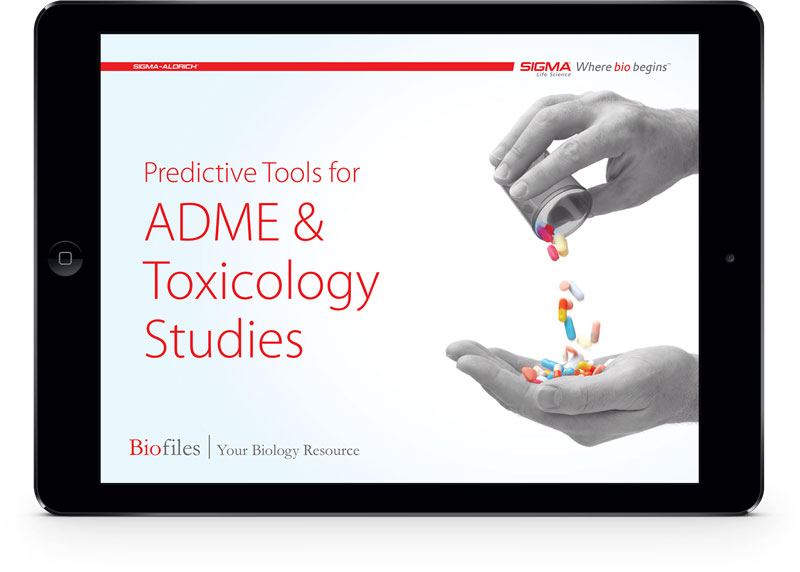 SIGMA-ALDRICH®
SIGMA® Where bio begins™
Life Science
Predictive Tools for
ADME &
Toxicology
Studies
Biofiles | Your Biology Resource